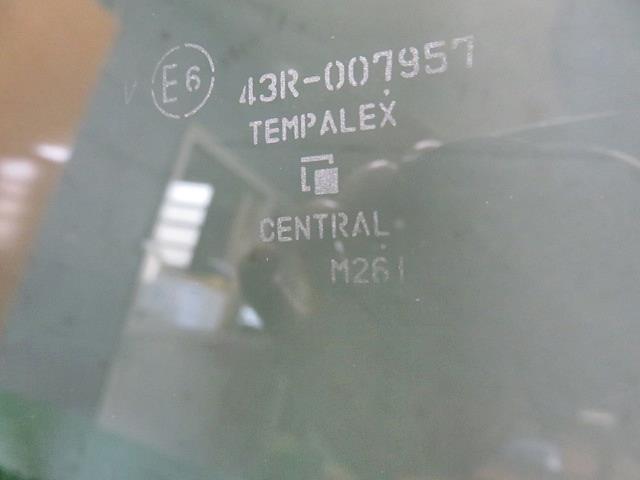 E6 43R-007957
TEMPALEX
CENTRAL
M261